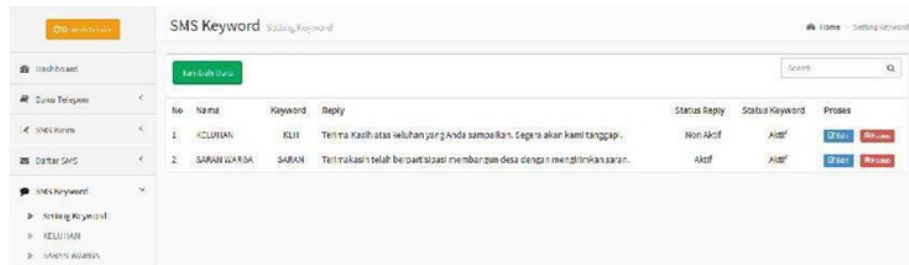 SMS Keyword Setting Keyword
Home - Setting Keyword
Tambah Data
Search
Dashboard
Buku Telepon
SMS Kirim
Daftar SMS
SMS Keyword
Setting Keyword
KELUHAN
SARAN WARGA
No Nama Keyword Reply Status Reply Status Keyword Proses
1 KELUHAN KLH Terima Kasih atas keluhan yang Anda sampaikan. Segera akan kami tanggapi. Non Aktif Aktif Edit Hapus
2 SARAN WARGA SARAN Terimakasih telah berpartisipasi membangun desa dengan mengirimkan saran. Aktif Aktif Edit Hapus